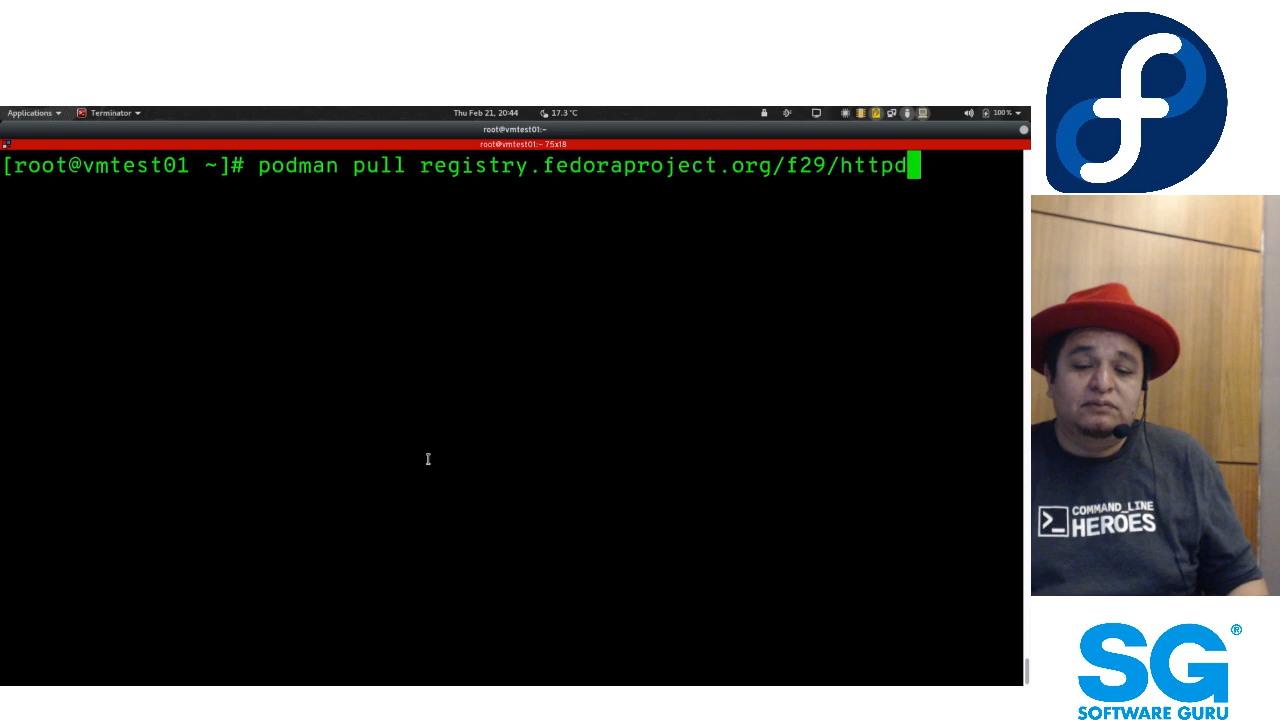 Applications
Terminator
Thu Feb 21, 20:44
17.3 °C
100 %
root@vmtest01:~
root@vmtest01:~ 75x18
[root@vmtest01 ~]# podman pull registry.fedoraproject.org/f29/httpd
>_ COMMAND_LINE
HEROES
SG®
SOFTWARE GURU